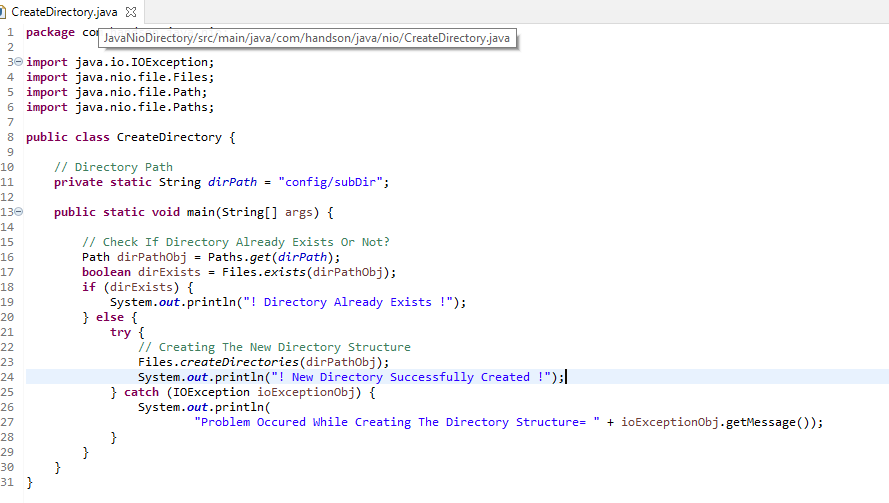 CreateDirectory.java
1 package co
JavaNioDirectory/src/main/java/com/handson/java/nio/CreateDirectory.java
2
3 import java.io.IOException;
4 import java.nio.file.Files;
5 import java.nio.file.Path;
6 import java.nio.file.Paths;
7
8 public class CreateDirectory {
9
10 // Directory Path
11 private static String dirPath = "config/subDir";
12
13 public static void main(String[] args) {
14
15 // Check If Directory Already Exists Or Not?
16 Path dirPathObj = Paths.get(dirPath);
17 boolean dirExists = Files.exists(dirPathObj);
18 if (dirExists) {
19 System.out.println("! Directory Already Exists !");
20 } else {
21 try {
22 // Creating The New Directory Structure
23 Files.createDirectories(dirPathObj);
24 System.out.println("! New Directory Successfully Created !");
25 } catch (IOException ioExceptionObj) {
26 System.out.println(
27 "Problem Occured While Creating The Directory Structure= " + ioExceptionObj.getMessage());
28 }
29 }
30 }
31 }